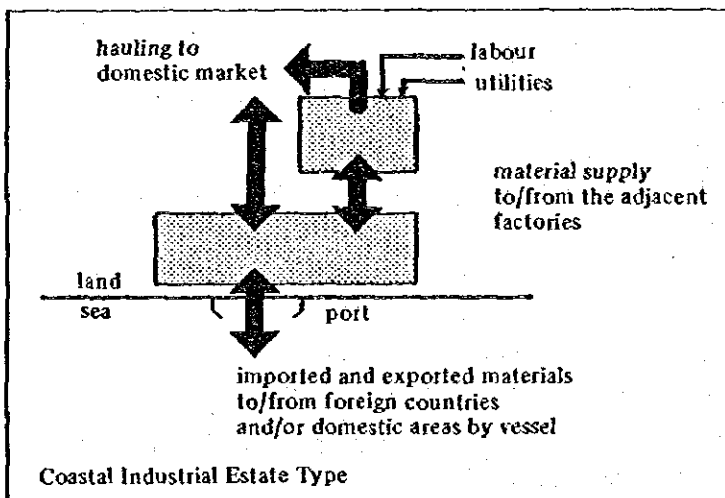 hauling to
domestic market
labour
utilities
material supply
to/from the adjacent
factories
land
sea
port
imported and exported materials
to/from foreign countries
and/or domestic areas by vessel
Coastal Industrial Estate Type